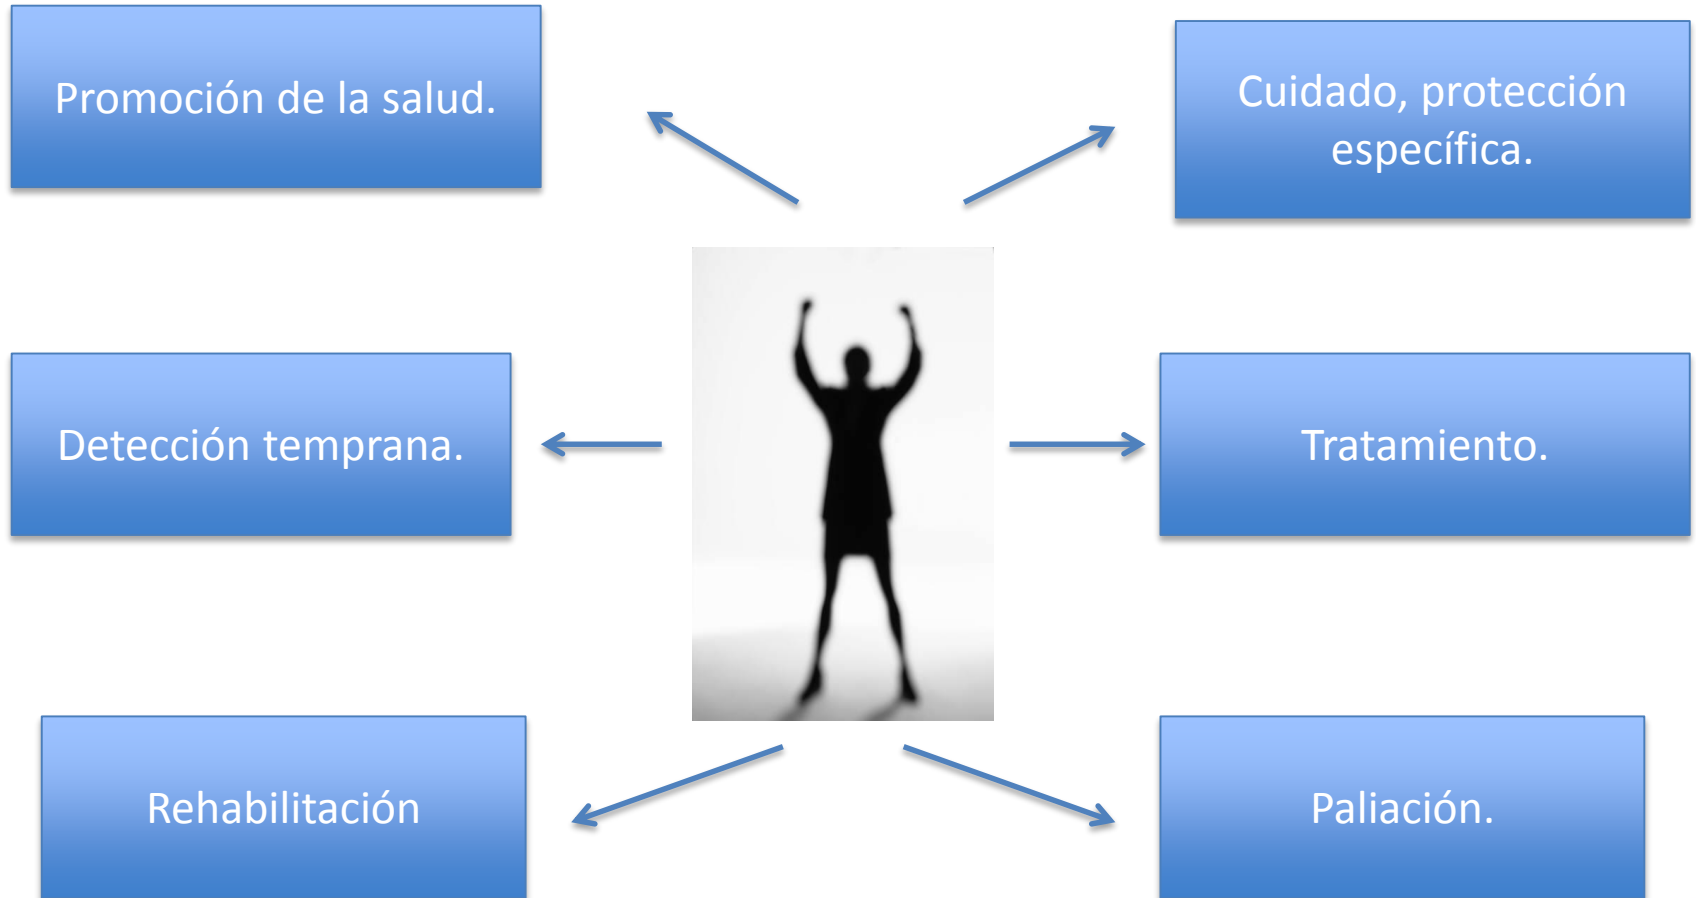 Promoción de la salud.
Cuidado, protección
específica.
Detección temprana.
Tratamiento.
Rehabilitación
Paliación.